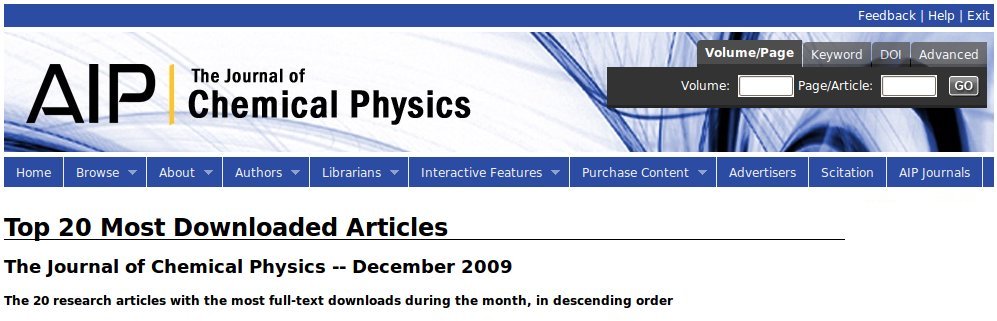 Feedback | Help | Exit
Volume/Page Keyword DOI Advanced
AIP The Journal of
Chemical Physics
Volume: Page/Article: GO
Home Browse About Authors Librarians Interactive Features Purchase Content Advertisers Scitation AIP Journals
Top 20 Most Downloaded Articles
The Journal of Chemical Physics -- December 2009
The 20 research articles with the most full-text downloads during the month, in descending order